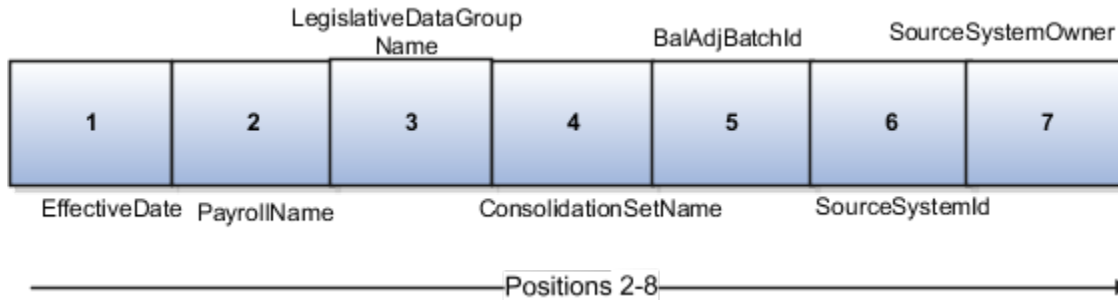 LegislativeDataGroup
Name
BalAdjBatchId
SourceSystemOwner
1
2
3
4
5
6
7
EffectiveDate
PayrollName
ConsolidationSetName
SourceSystemId
Positions 2-8